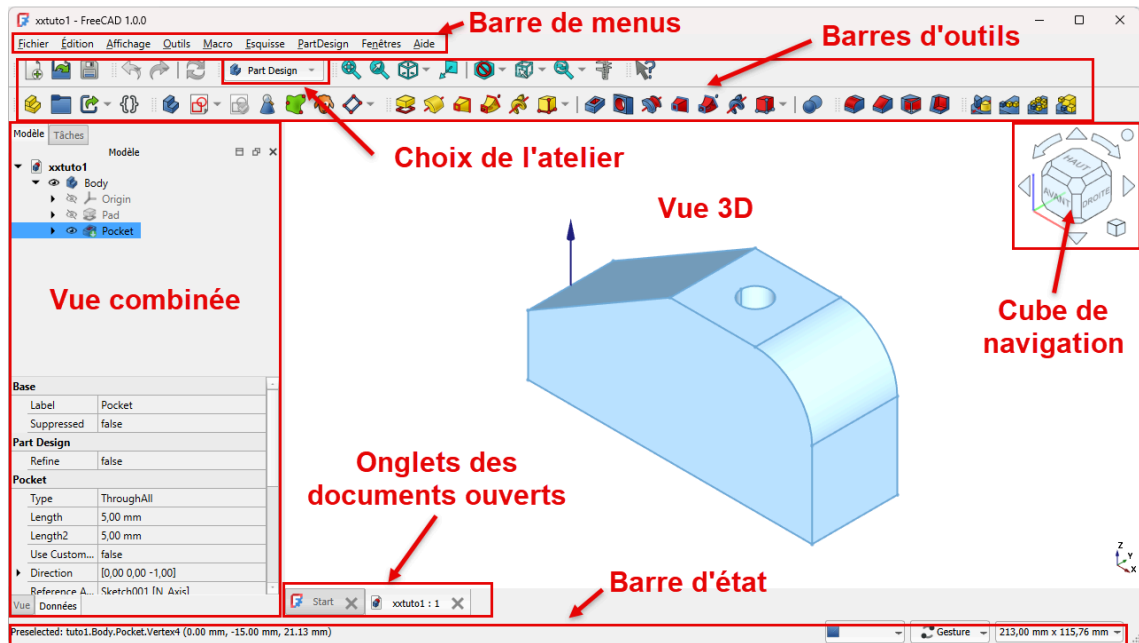 xxtuto1 - FreeCAD 1.0.0
Barre de menus
Fichier Édition Affichage Outils Macro Esquisse PartDesign Fenêtres Aide
Barres d'outils
Part Design
Modèle Tâches
Choix de l'atelier
Modèle
xxtuto1
Body
Origin
Pad
Pocket
HAUT
AVANT DROITE
Vue 3D
Vue combinée
Cube de
navigation
Base
Label Pocket
Suppressed false
Part Design
Refine false
Pocket
Type ThroughAll
Length 5,00 mm
Length2 5,00 mm
Use Custom... false
Direction [0,00 0,00 -1,00]
Reference A... Sketch001 [N_Axis]
Onglets des
documents ouverts
Z
Y
X
Barre d'état
Vue Données
Start xxtuto1 : 1
Preselected: tuto1.Body.Pocket.Vertex4 (0.00 mm, -15.00 mm, 21.13 mm)
Gesture 213,00 mm x 115,76 mm